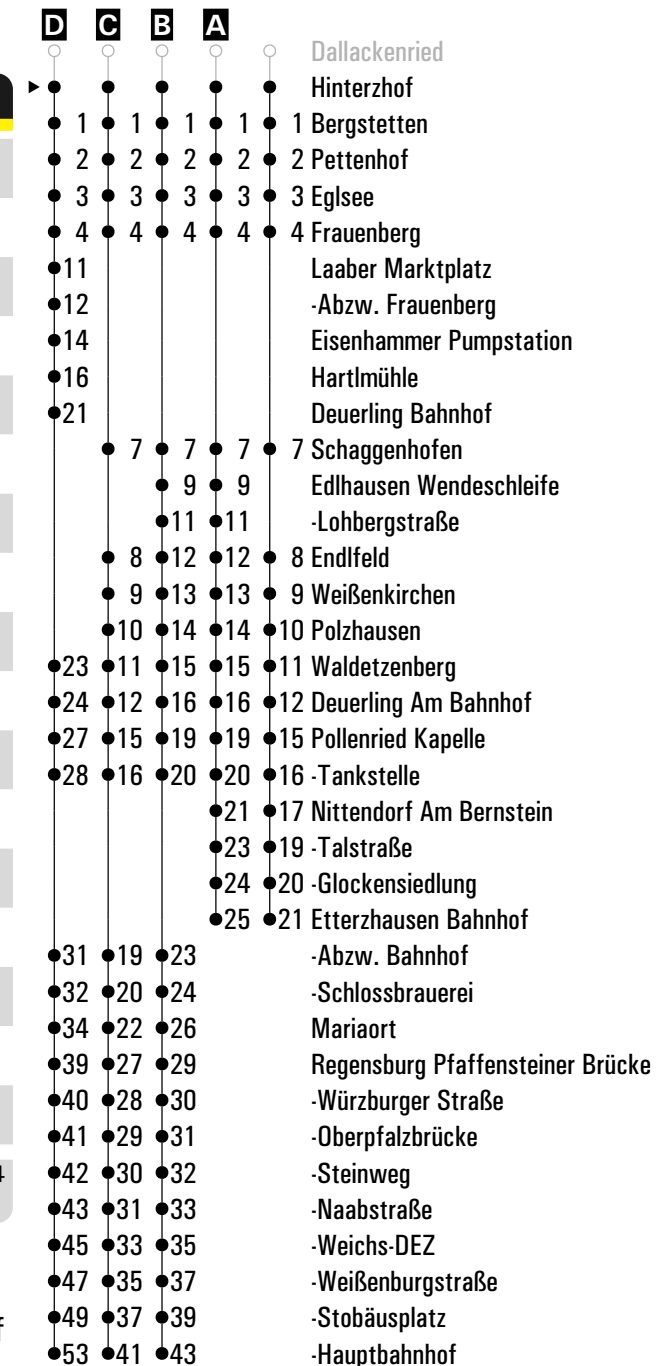 D C B A
Dallackenried
Hinterzhof
1 1 1 1 1 Bergstetten
2 2 2 2 2 Pettenhof
3 3 3 3 3 Eglsee
4 4 4 4 4 Frauenberg
11 Laaber Marktplatz
12 -Abzw. Frauenberg
14 Eisenhammer Pumpstation
16 Hartlmühle
21 Deuerling Bahnhof
7 7 7 7 Schaggenhofen
9 9 Edlhausen Wendeschleife
11 11 -Lohbergstraße
8 12 12 8 Endlfeld
9 13 13 9 Weißenkirchen
10 14 14 10 Polzhausen
23 11 15 15 11 Waldetzenberg
24 12 16 16 12 Deuerling Am Bahnhof
27 15 19 19 15 Pollenried Kapelle
28 16 20 20 16 -Tankstelle
21 17 Nittendorf Am Bernstein
23 19 -Talstraße
24 20 -Glockensiedlung
25 21 Etterzhausen Bahnhof
31 19 23 -Abzw. Bahnhof
32 20 24 -Schlossbrauerei
34 22 26 Mariaort
39 27 29 Regensburg Pfaffensteiner Brücke
40 28 30 -Würzburger Straße
41 29 31 -Oberpfalzbrücke
42 30 32 -Steinweg
43 31 33 -Naabstraße
45 33 35 -Weichs-DEZ
47 35 37 -Weißenburgstraße
49 37 39 -Stobäusplatz
53 41 43 -Hauptbahnhof